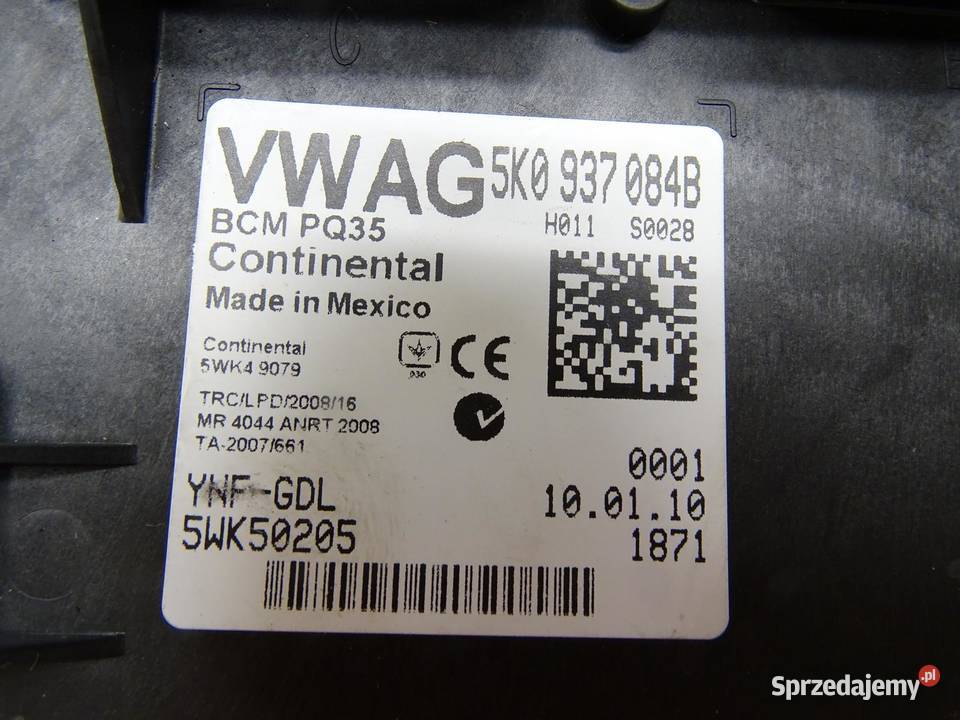 C
VWAG 5K0 937 084B
BCM PQ35 H011 S0028
Continental
Made in Mexico
Continental
5WK4 9079
030
TRC/LPD/2008/16
MR 4044 ANRT 2008
TA-2007/661
0001
YNF-GDL 10.01.10
5WK50205 1871
Sprzedajemy.pl